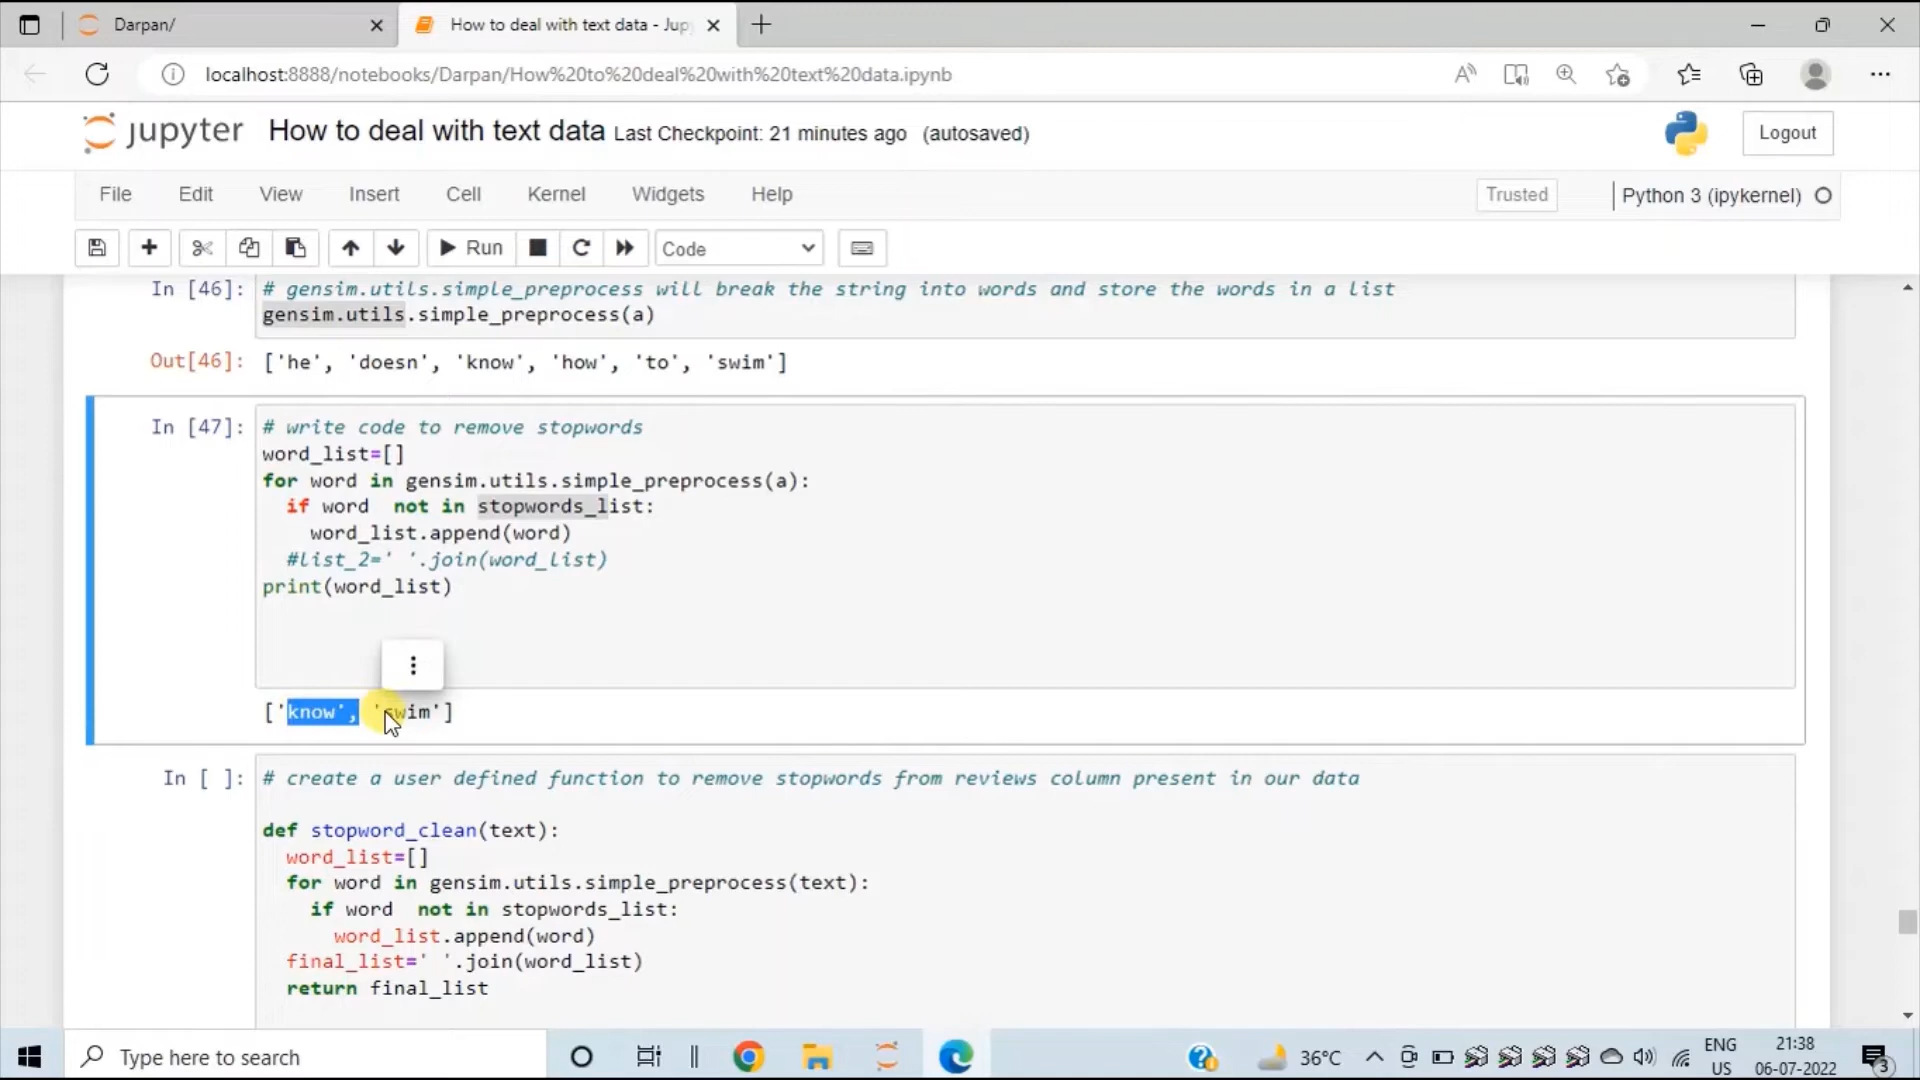 Darpan/
How to deal with text data - Jup
localhost:8888/notebooks/Darpan/How%20to%20deal%20with%20text%20data.ipynb
jupyter How to deal with text data Last Checkpoint: 21 minutes ago (autosaved)
Logout
File Edit View Insert Cell Kernel Widgets Help
Trusted
Python 3 (ipykernel)
Run
Code
In [46]: # gensim.utils.simple_preprocess will break the string into words and store the words in a list
gensim.utils.simple_preprocess(a)
Out[46]: ['he', 'doesn', 'know', 'how', 'to', 'swim']
In [47]: # write code to remove stopwords
word_list=[]
for word in gensim.utils.simple_preprocess(a):
if word  not in stopwords_list:
word_list.append(word)
#list_2=' '.join(word_list)
print(word_list)
['know', 'swim']
In [ ]: # create a user defined function to remove stopwords from reviews column present in our data
def stopword_clean(text):
word_list=[]
for word in gensim.utils.simple_preprocess(text):
if word  not in stopwords_list:
word_list.append(word)
final_list=' '.join(word_list)
return final_list
Type here to search
36°C
ENG
US
21:38
06-07-2022
3